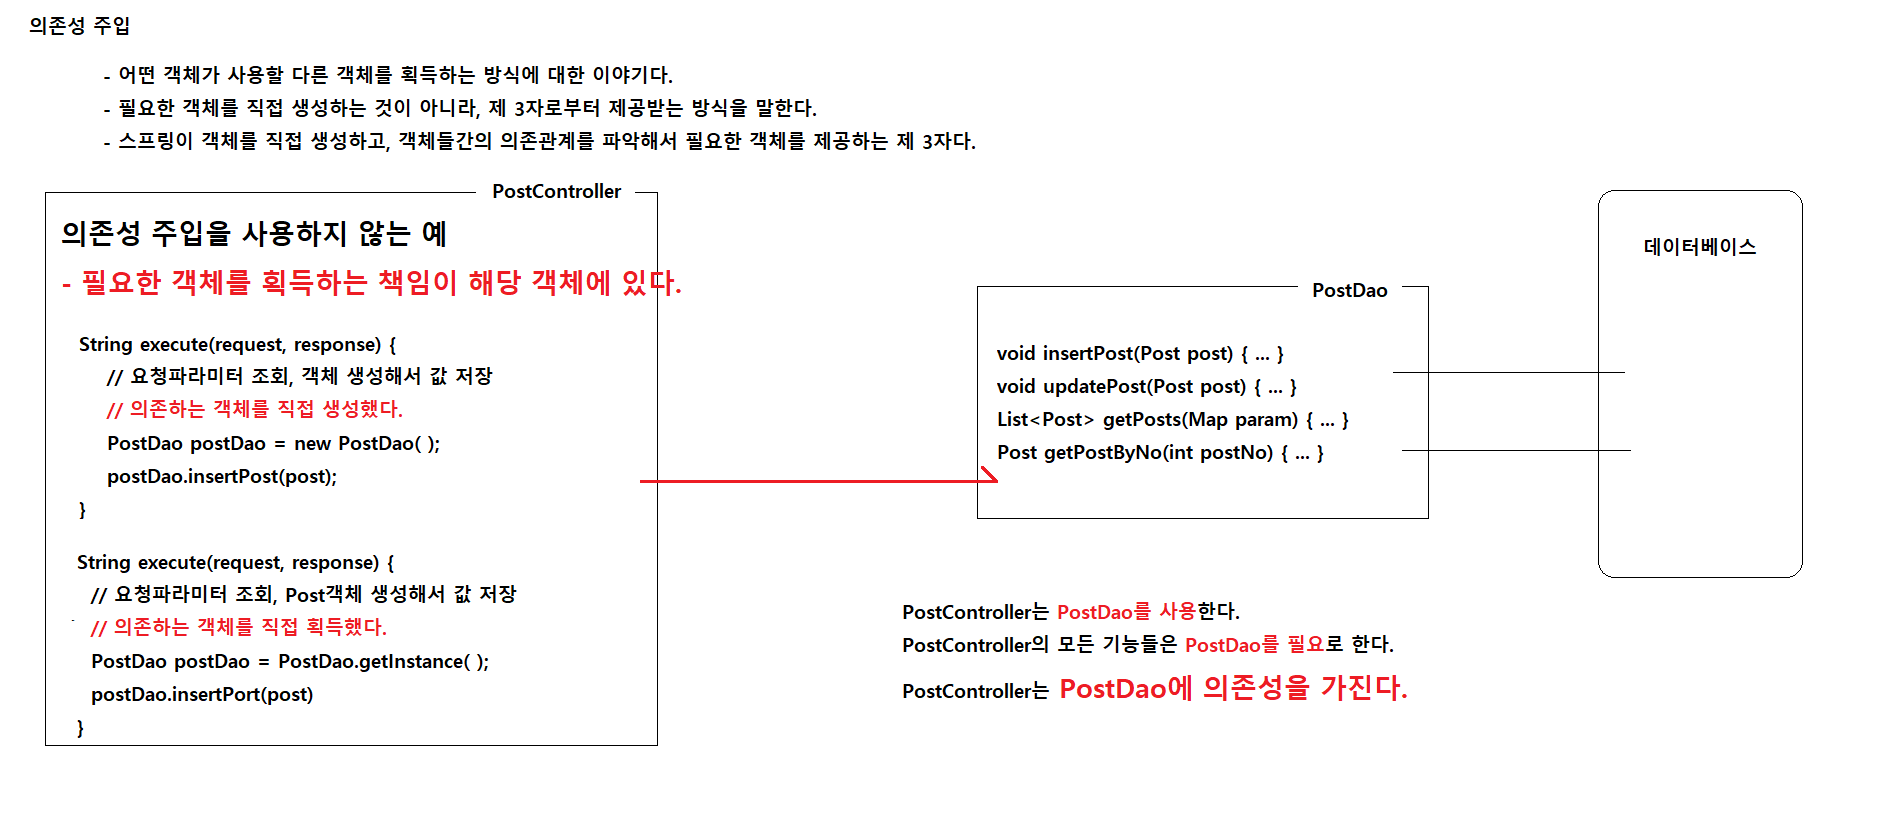 의존성 주입
- 어떤 객체가 사용할 다른 객체를 획득하는 방식에 대한 이야기다.
- 필요한 객체를 직접 생성하는 것이 아니라, 제 3자로부터 제공받는 방식을 말한다.
- 스프링이 객체를 직접 생성하고, 객체들간의 의존관계를 파악해서 필요한 객체를 제공하는 제 3자다.
PostController
의존성 주입을 사용하지 않는 예
- 필요한 객체를 획득하는 책임이 해당 객체에 있다.
String execute(request, response) {
// 요청파라미터 조회, 객체 생성해서 값 저장
// 의존하는 객체를 직접 생성했다.
PostDao postDao = new PostDao( );
postDao.insertPost(post);
}
String execute(request, response) {
// 요청파라미터 조회, Post객체 생성해서 값 저장
// 의존하는 객체를 직접 획득했다.
PostDao postDao = PostDao.getInstance( );
postDao.insertPort(post)
}
PostDao
void insertPost(Post post) { ... }
void updatePost(Post post) { ... }
List<Post> getPosts(Map param) { ... }
Post getPostByNo(int postNo) { ... }
데이터베이스
PostController는 PostDao를 사용한다.
PostController의 모든 기능들은 PostDao를 필요로 한다.
PostController는 PostDao에 의존성을 가진다.